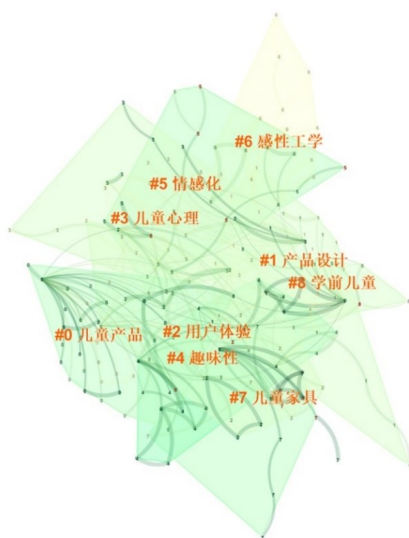 #6 感性工学
#5 情感化
#3 儿童心理
#1 产品设计
#8 学前儿童
#2 用户体验
#0 儿童产品
#4 趣味性
#7 儿童家具